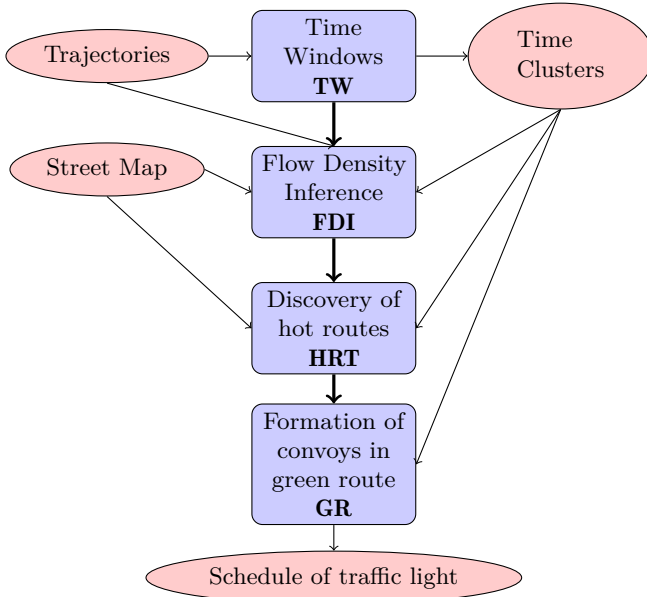 Trajectories
Time
Windows
TW
Time
Clusters
Street Map
Flow Density
Inference
FDI
Discovery of
hot routes
HRT
Formation of
convoys in
green route
GR
Schedule of traffic light